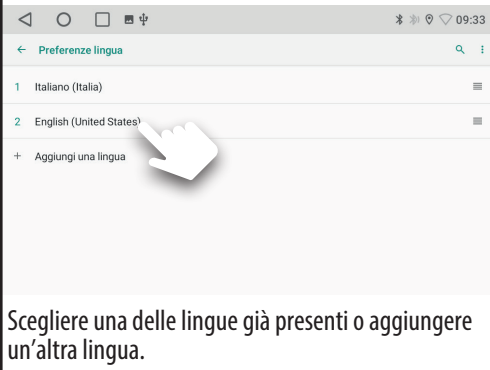 09:33
Preferenze lingua
1 Italiano (Italia)
2 English (United States)
+ Aggiungi una lingua
Scegliere una delle lingue già presenti o aggiungere
un’altra lingua.